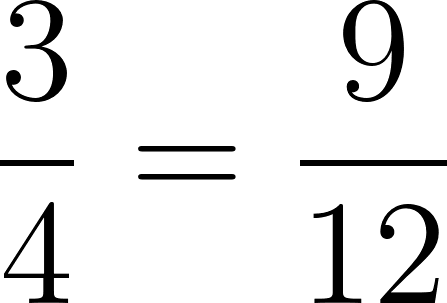 3/4 = 9/12